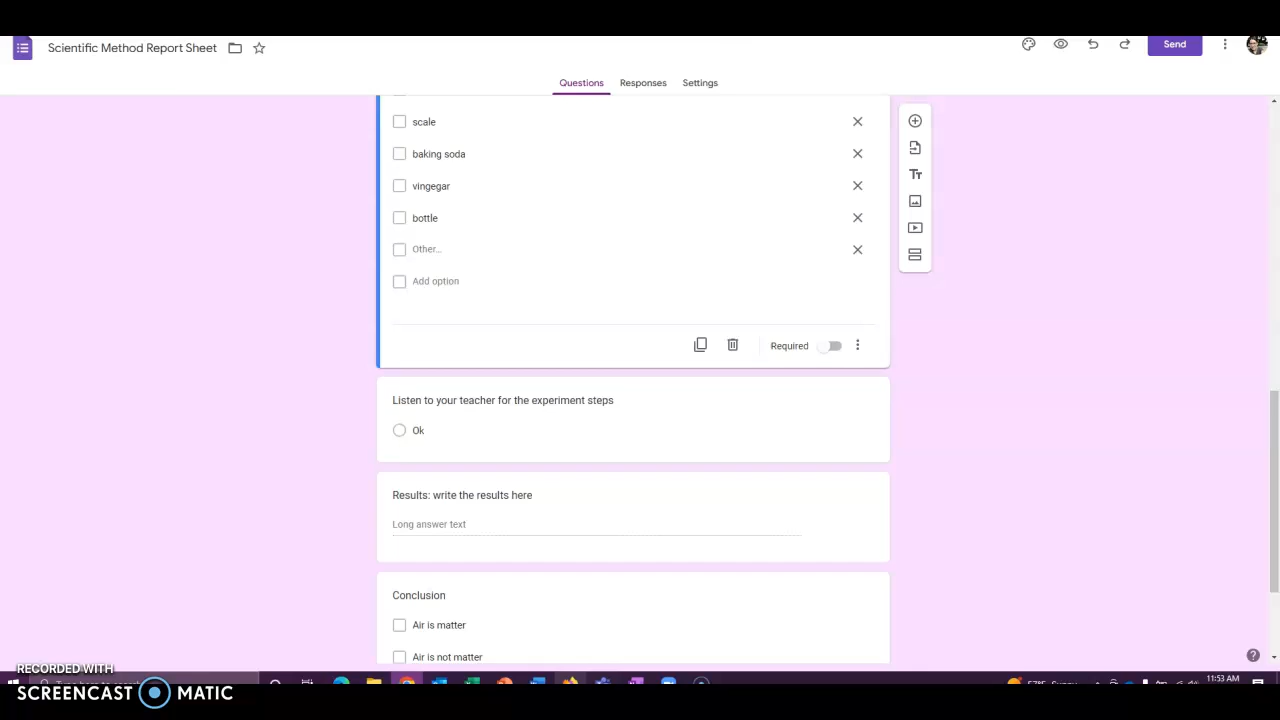 Scientific Method Report Sheet
Send
Questions Responses Settings
scale
baking soda
vingegar
bottle
Other...
Add option
Required
Listen to your teacher for the experiment steps
Ok
Results: write the results here
Long answer text
Conclusion
Air is matter
Air is not matter
RECORDED WITH
SCREENCAST MATIC
57°F Sunny
11:53 AM